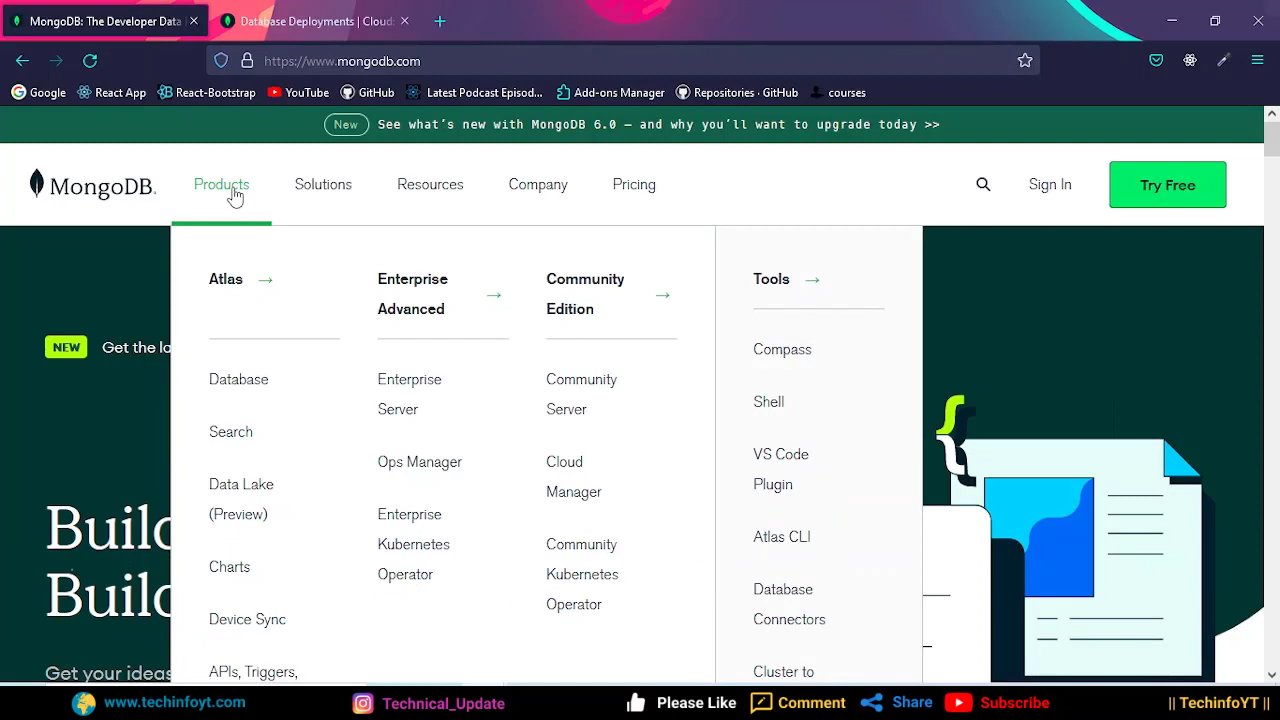 MongoDB: The Developer Data
Database Deployments | Cloud:
https://www.mongodb.com
Google
React App
React-Bootstrap
YouTube
GitHub
Latest Podcast Episod...
Add-ons Manager
Repositories · GitHub
courses
New
See what's new with MongoDB 6.0 — and why you'll want to upgrade today >>
MongoDB.
Products
Solutions
Resources
Company
Pricing
Sign In
Try Free
Atlas →
Database
Search
Data Lake
(Preview)
Charts
Device Sync
APIs, Triggers,
Enterprise
Advanced →
Enterprise
Server
Ops Manager
Enterprise
Kubernetes
Operator
Community
Edition →
Community
Server
Cloud
Manager
Community
Kubernetes
Operator
Tools →
Compass
Shell
VS Code
Plugin
Atlas CLI
Database
Connectors
Cluster to
NEW
Get the lo
Builc
Builc
Get your ideas
www.techinfoyt.com
Technical_Update
Please Like
Comment
Share
Subscribe
|| TechinfoYT ||